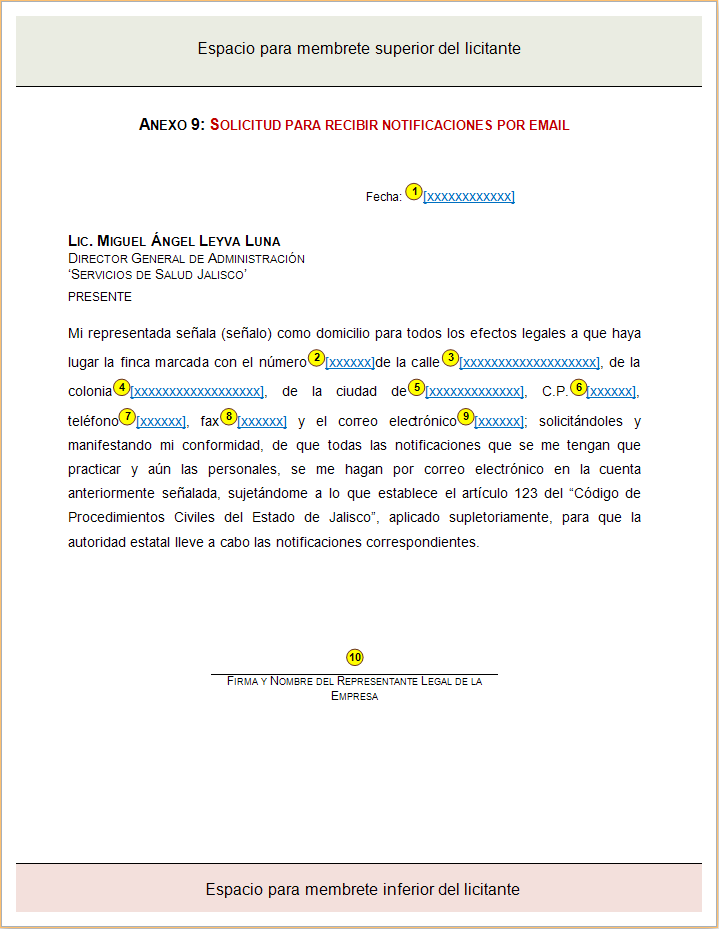 Espacio para membrete superior del licitante
ANEXO 9: SOLICITUD PARA RECIBIR NOTIFICACIONES POR EMAIL
Fecha: 1 [xxxxxxxxxxxx]
LIC. MIGUEL ÁNGEL LEYVA LUNA
DIRECTOR GENERAL DE ADMINISTRACIÓN
‘SERVICIOS DE SALUD JALISCO’
PRESENTE
Mi representada señala (señalo) como domicilio para todos los efectos legales a que haya
lugar la finca marcada con el número 2 [xxxxxx]de la calle 3 [xxxxxxxxxxxxxxxxxxx], de la
colonia 4 [xxxxxxxxxxxxxxxxxx], de la ciudad de 5 [xxxxxxxxxxxxx], C.P. 6 [xxxxxx],
teléfono 7 [xxxxxx], fax 8 [xxxxxx] y el correo electrónico 9 [xxxxxx]; solicitándoles y
manifestando mi conformidad, de que todas las notificaciones que se me tengan que
practicar y aún las personales, se me hagan por correo electrónico en la cuenta
anteriormente señalada, sujetándome a lo que establece el artículo 123 del “Código de
Procedimientos Civiles del Estado de Jalisco”, aplicado supletoriamente, para que la
autoridad estatal lleve a cabo las notificaciones correspondientes.
10
FIRMA Y NOMBRE DEL REPRESENTANTE LEGAL DE LA
EMPRESA
Espacio para membrete inferior del licitante